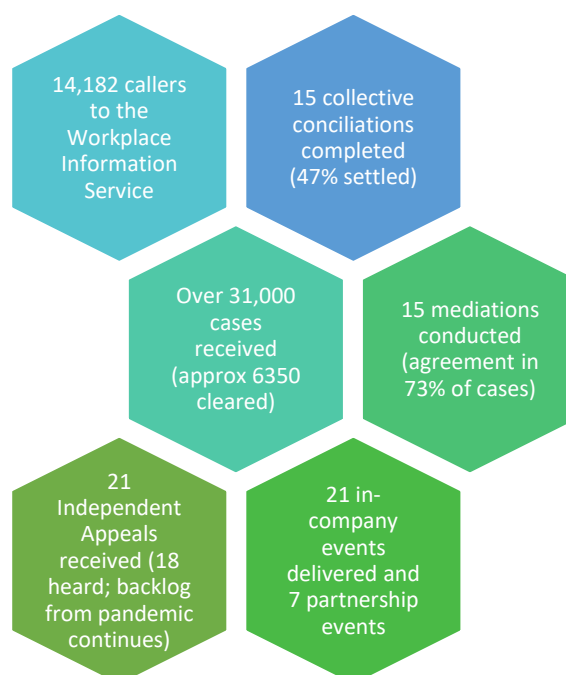 14,182 callers
to the
Workplace
Information
Service
15 collective
conciliations
completed
(47% settled)
Over 31,000
cases
received
(approx 6350
cleared)
15 mediations
conducted
(agreement in
73% of cases)
21
Independent
Appeals
received (18
heard; backlog
from pandemic
continues)
21 in-
company
events
delivered and
7 partnership
events